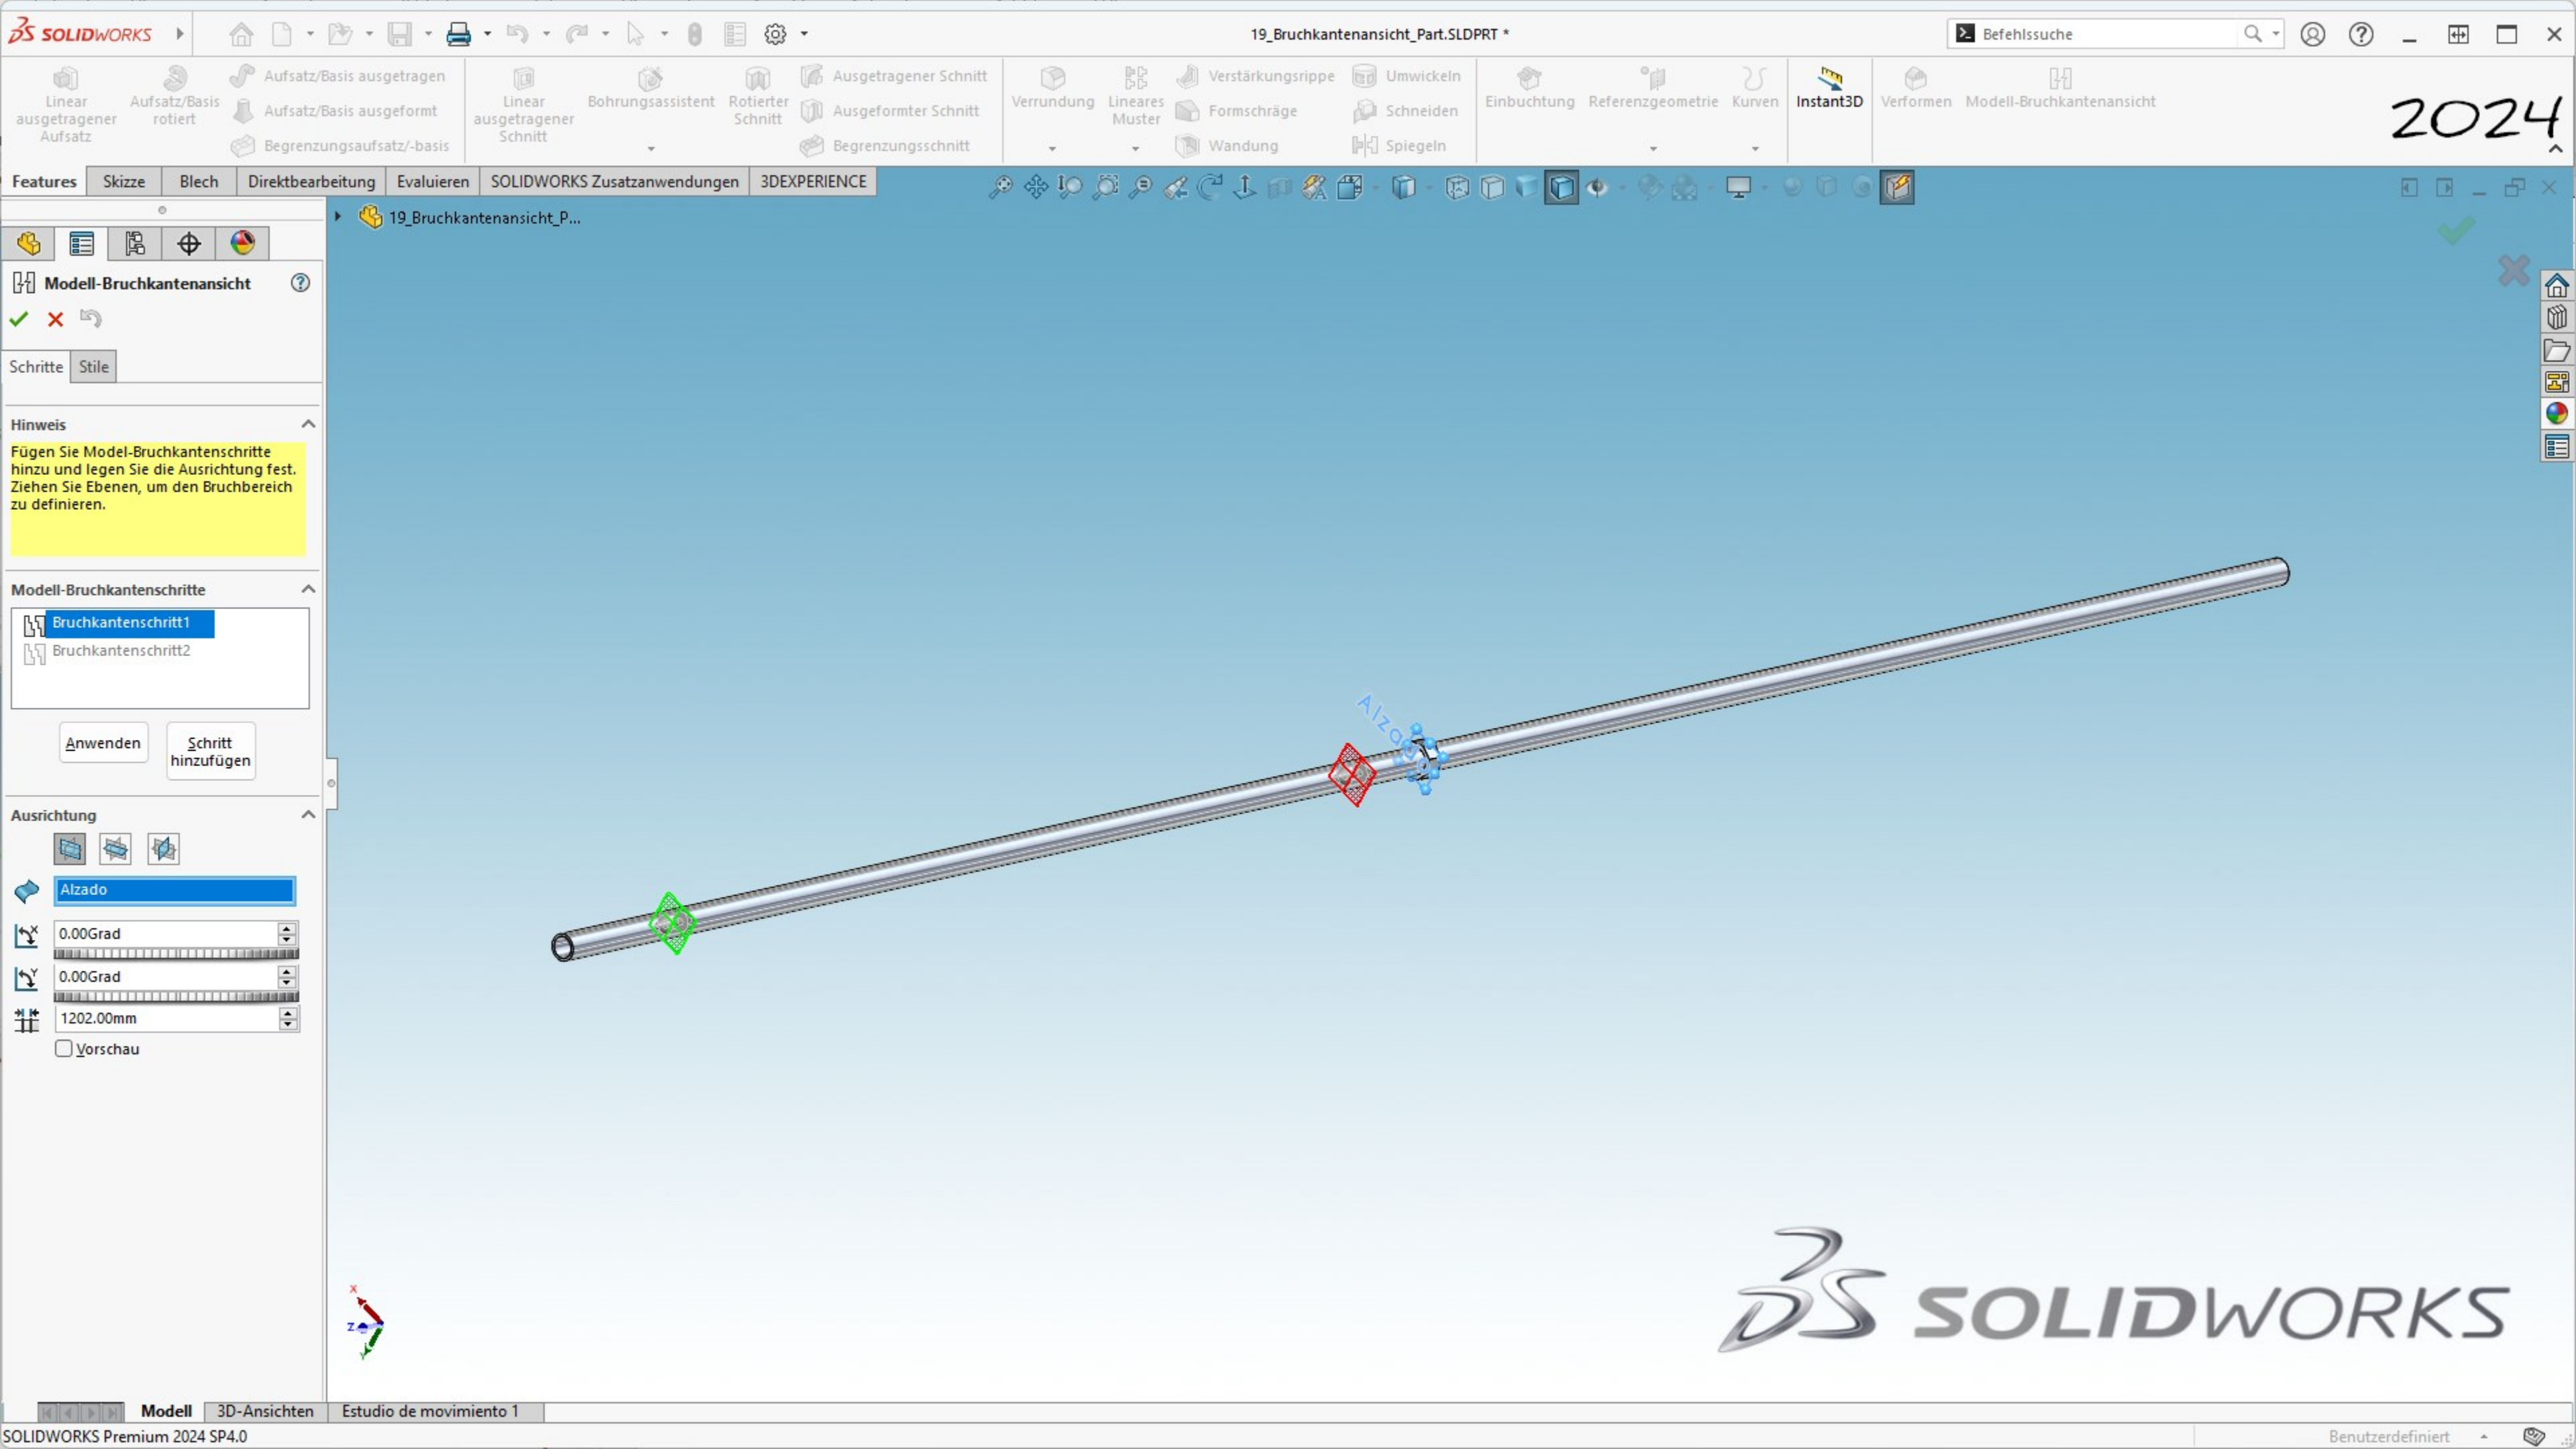 SOLIDWORKS
19_Bruchkantenansicht_Part.SLDPRT *
Befehlssuche
Linear
ausgetragener
Aufsatz
Aufsatz/Basis
rotiert
Aufsatz/Basis ausgetragen
Aufsatz/Basis ausgeformt
Begrenzungsaufsatz/-basis
Linear
ausgetragener
Schnitt
Bohrungsassistent
Rotierter
Schnitt
Ausgetragener Schnitt
Ausgeformter Schnitt
Begrenzungsschnitt
Verrundung
Lineares
Muster
Verstärkungsrippe
Formschräge
Wandung
Umwickeln
Schneiden
Spiegeln
Einbuchtung
Referenzgeometrie
Kurven
Instant3D
Verformen
Modell-Bruchkantenansicht
2024
Features
Skizze
Blech
Direktbearbeitung
Evaluieren
SOLIDWORKS Zusatzanwendungen
3DEXPERIENCE
19_Bruchkantenansicht_P...
Modell-Bruchkantenansicht
Schritte
Stile
Hinweis
Fügen Sie Model-Bruchkantenschritte
hinzu und legen Sie die Ausrichtung fest.
Ziehen Sie Ebenen, um den Bruchbereich
zu definieren.
Modell-Bruchkantenschritte
Bruchkantenschritt1
Bruchkantenschritt2
Anwenden
Schritt
hinzufügen
Ausrichtung
Alzado
0.00Grad
0.00Grad
1202.00mm
Vorschau
Alzado
X
Z
Y
SOLIDWORKS
Modell
3D-Ansichten
Estudio de movimiento 1
SOLIDWORKS Premium 2024 SP4.0
Benutzerdefiniert